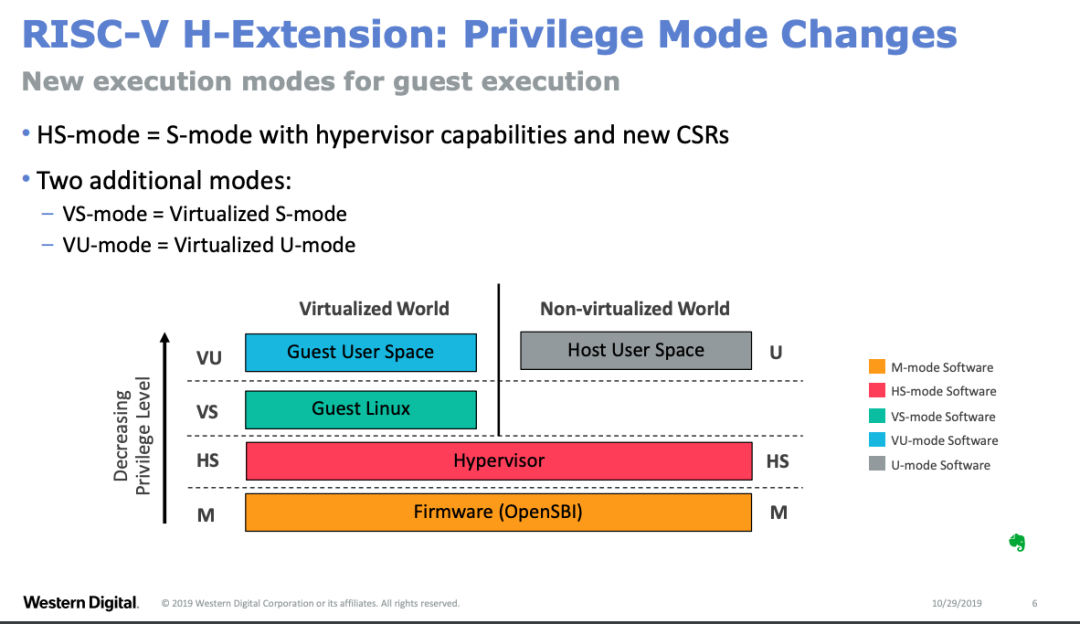 RISC-V H-Extension: Privilege Mode Changes
New execution modes for guest execution
• HS-mode = S-mode with hypervisor capabilities and new CSRs
• Two additional modes:
– VS-mode = Virtualized S-mode
– VU-mode = Virtualized U-mode
Virtualized World
Non-virtualized World
Decreasing
Privilege Level
VU
Guest User Space
Host User Space
U
VS
Guest Linux
HS
Hypervisor
HS
M
Firmware (OpenSBI)
M
M-mode Software
HS-mode Software
VS-mode Software
VU-mode Software
U-mode Software
Western Digital.
© 2019 Western Digital Corporation or its affiliates. All rights reserved.
10/29/2019
6